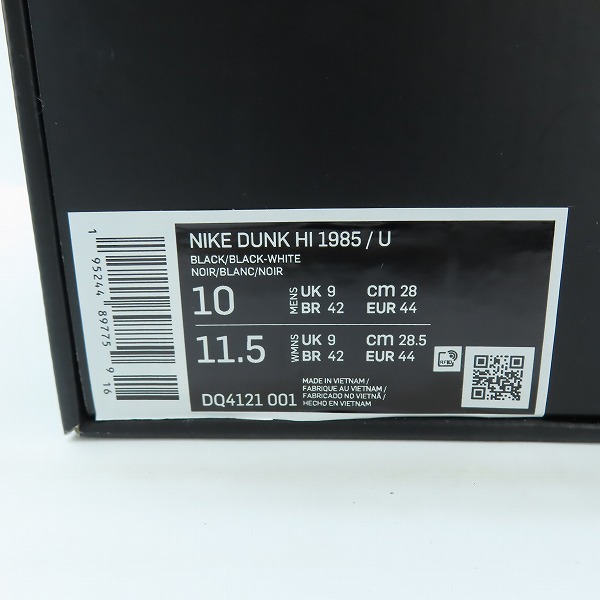 NIKE DUNK HI 1985 / U
BLACK/BLACK-WHITE
NOIR/BLANC/NOIR
10 MENS UK 9 cm 28
BR 42 EUR 44
11.5 WMNS UK 9 cm 28.5
BR 42 EUR 44
RFID
MADE IN VIETNAM /
FABRIQUE AU VIETNAM /
FABRICADO NO VIETNÃ /
HECHO EN VIETNAM
DQ4121 001
1 95244 89775 9 16